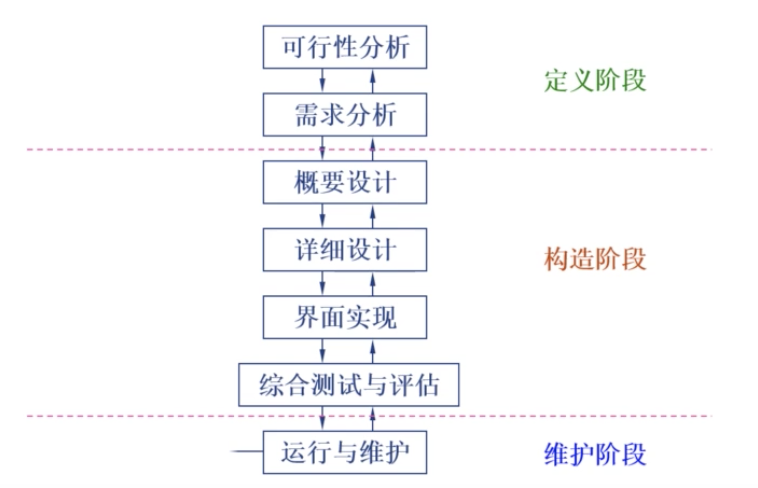 可行性分析
定义阶段
需求分析
概要设计
详细设计
构造阶段
界面实现
综合测试与评估
运行与维护
维护阶段